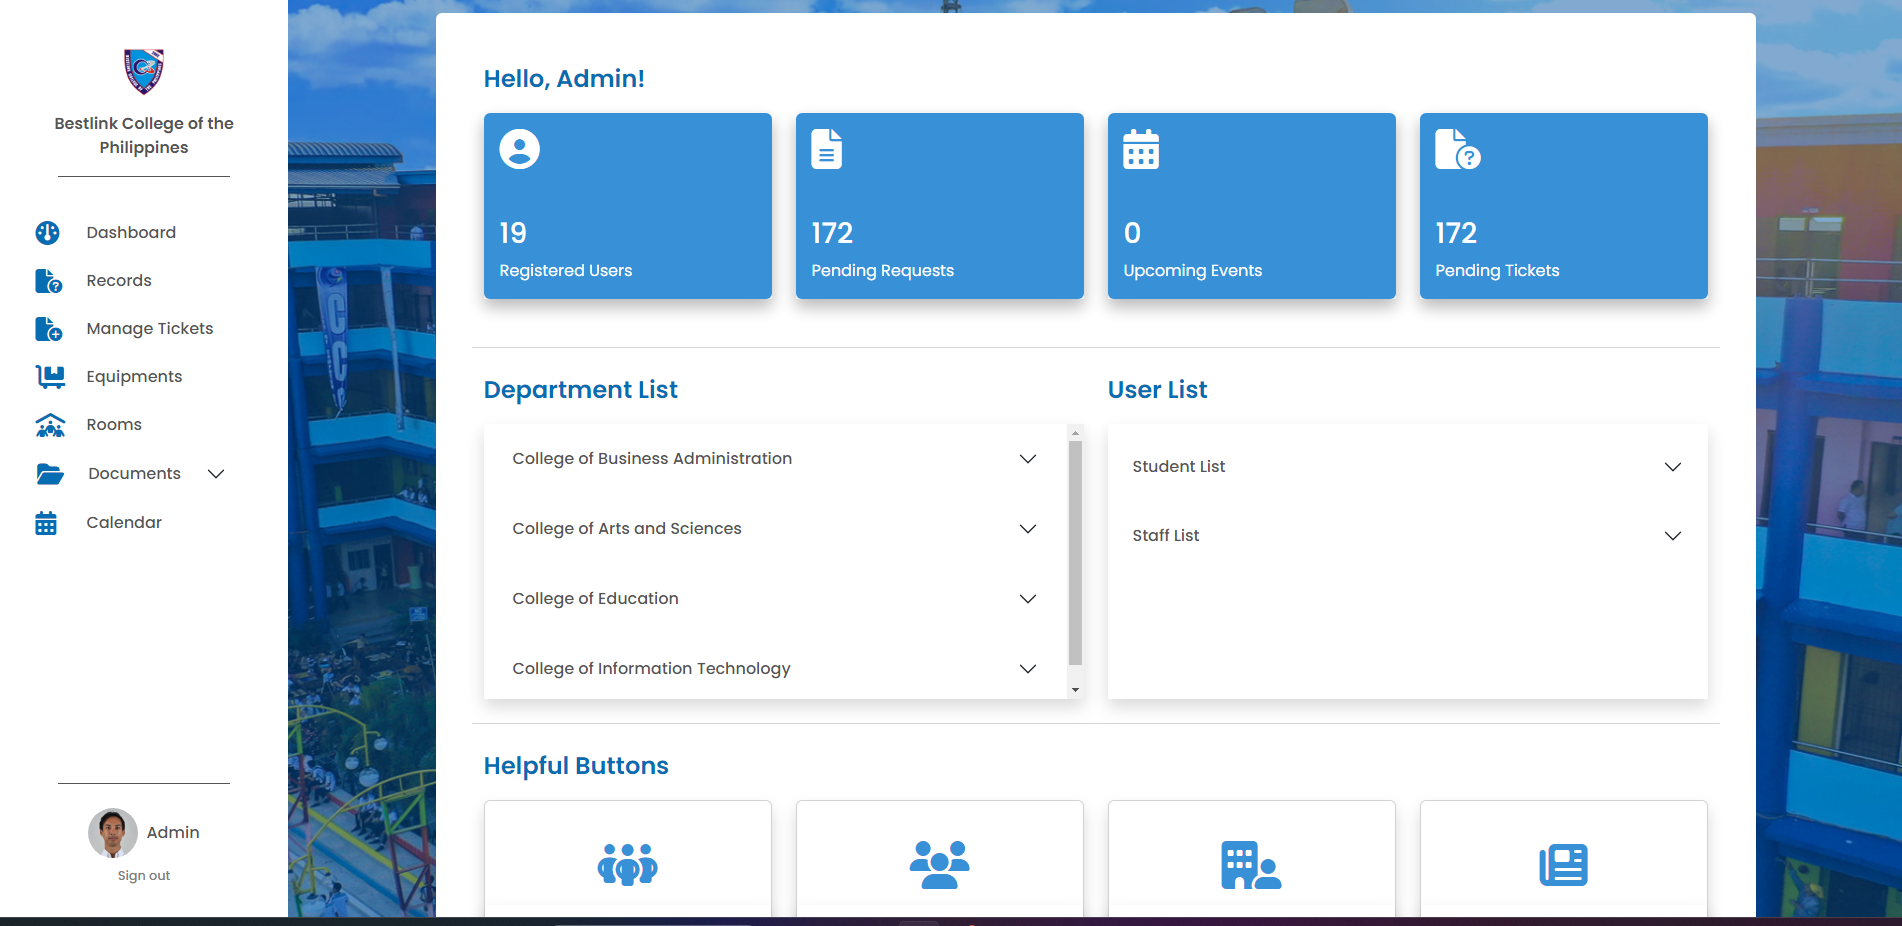 Bestlink College of the
Philippines
Dashboard
Records
Manage Tickets
Equipments
Rooms
Documents
Calendar
Admin
Sign out
Hello, Admin!
19
Registered Users
172
Pending Requests
0
Upcoming Events
172
Pending Tickets
Department List
College of Business Administration
College of Arts and Sciences
College of Education
College of Information Technology
User List
Student List
Staff List
Helpful Buttons